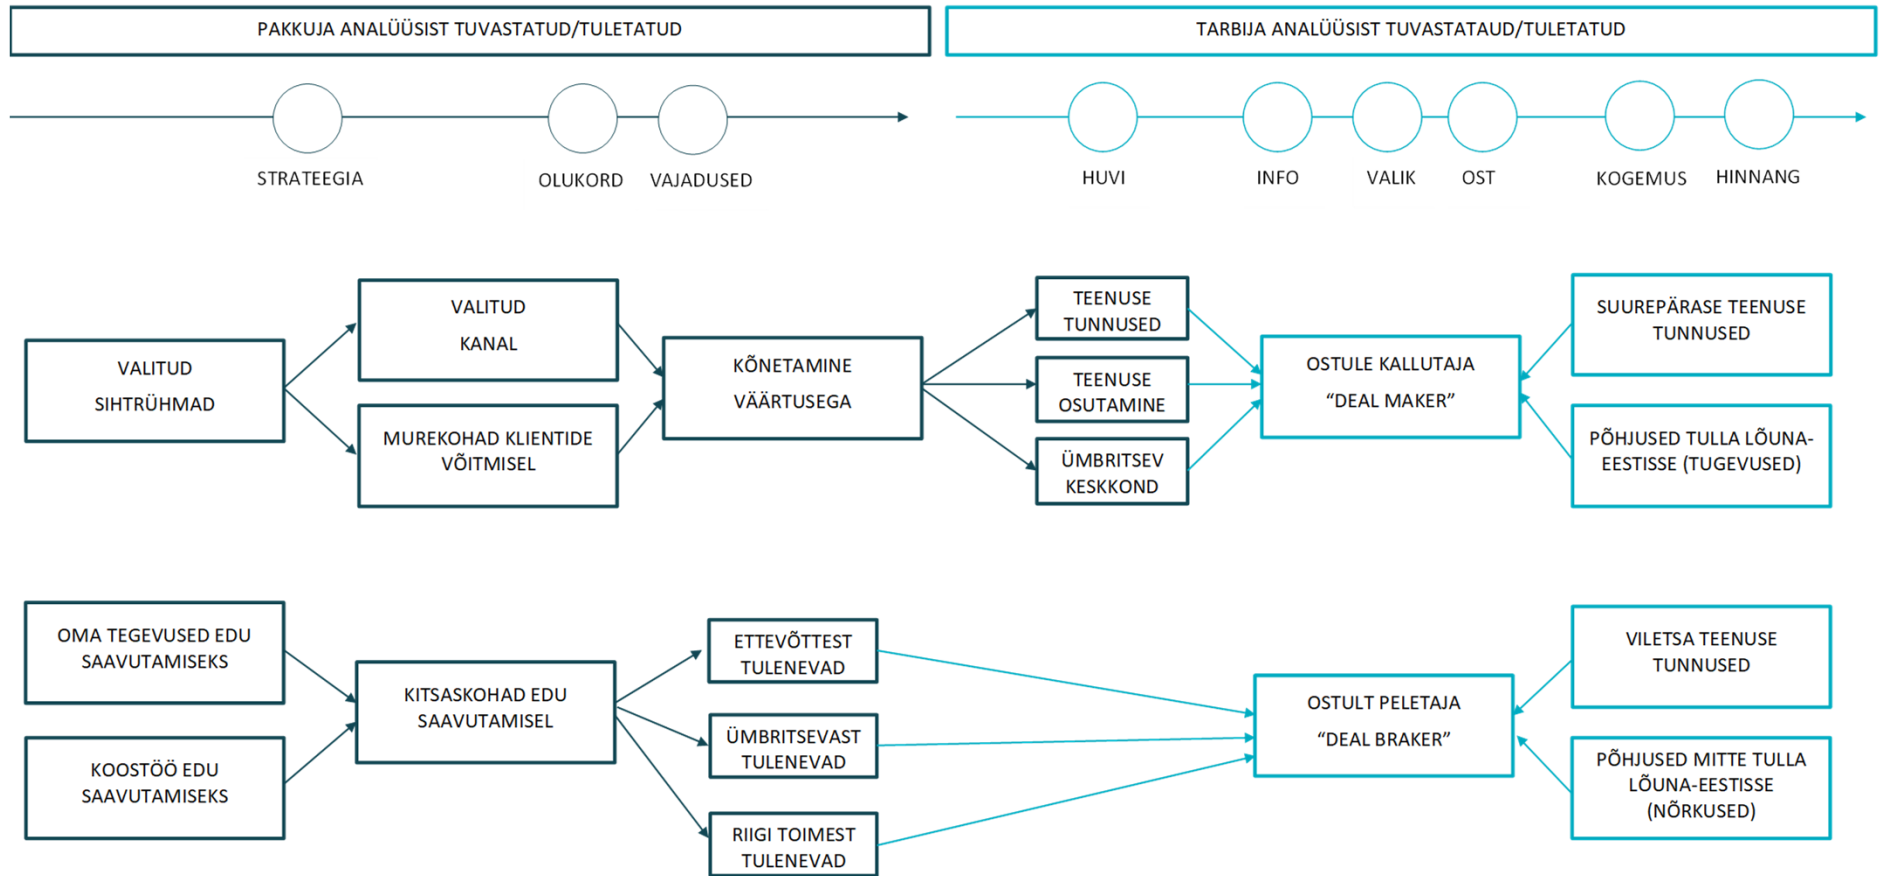 PAKKUJA ANALÜÜSIST TUVASTATUD/TULETATUD
TARBIJA ANALÜÜSIST TUVASTATAUD/TULETATUD
STRATEEGIA
OLUKORD
VAJADUSED
HUVI
INFO
VALIK
OST
KOGEMUS
HINNANG
VALITUD
SIHTRÜHMAD
VALITUD
KANAL
MUREKOHAD KLIENTIDE
VÕITMISEL
KÕNETAMINE
VÄÄRTUSEGA
TEENUSE
TUNNUSED
TEENUSE
OSUTAMINE
ÜMBRITSEV
KESKKOND
OSTULE KALLUTAJA
“DEAL MAKER”
SUUREPÄRASE TEENUSE
TUNNUSED
PÕHJUSED TULLA LÕUNA-
EESTISSE (TUGEVUSED)
OMA TEGEVUSED EDU
SAAVUTAMISEKS
KOOSTÖÖ EDU
SAAVUTAMISEKS
KITSASKOHAD EDU
SAAVUTAMISEL
ETTEVÕTTEST
TULENEVAD
ÜMBRITSEVAST
TULENEVAD
RIIGI TOIMEST
TULENEVAD
OSTULT PELETAJA
“DEAL BRAKER”
VILETSA TEENUSE
TUNNUSED
PÕHJUSED MITTE TULLA
LÕUNA-EESTISSE
(NÕRKUSED)